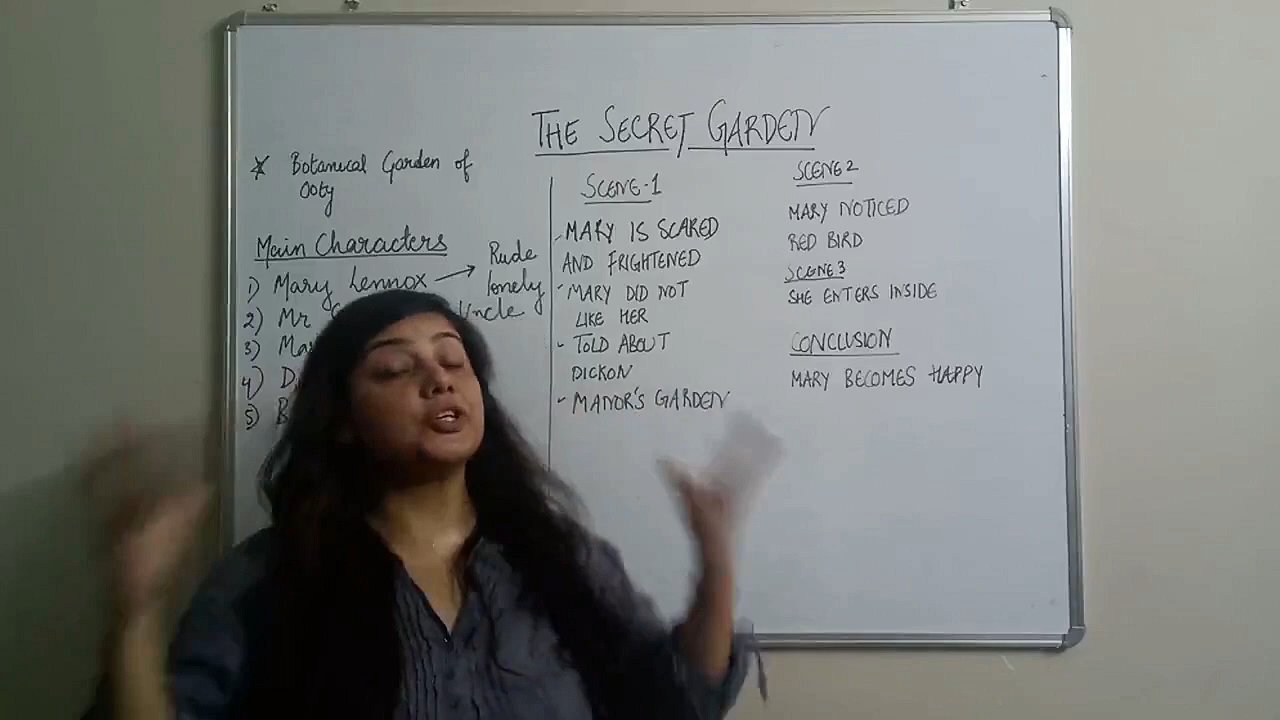 THE SECRET GARDEN
* Botanical Garden of
Ooty
Main Characters
1) Mary Lennox → Rude
lonely
2) Mr Uncle
3)
4)
5)
SCENE-1
- MARY IS SCARED
AND FRIGHTENED
- MARY DID NOT
LIKE HER
- TOLD ABOUT
DICKON
- MANOR'S GARDEN
SCENE 2
MARY NOTICED
RED BIRD
SCENE 3
SHE ENTERS INSIDE
CONCLUSION
MARY BECOMES HAPPY